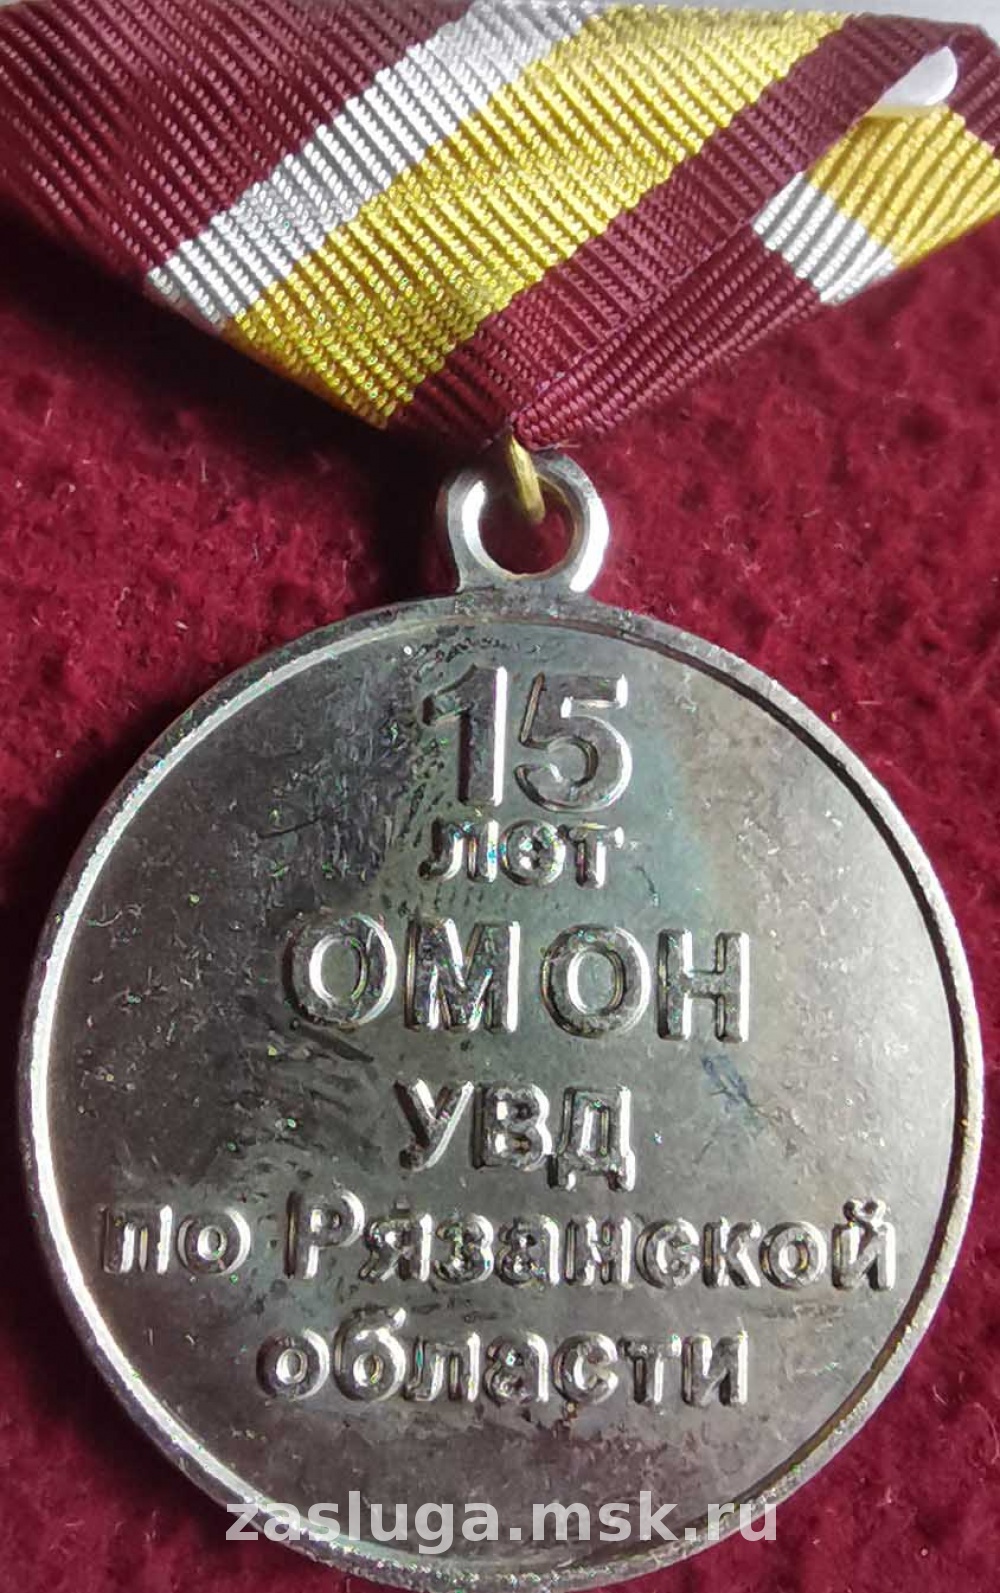 15
лет
ОМОН
УВД
по Рязанской
области
zasluga.msk.ru